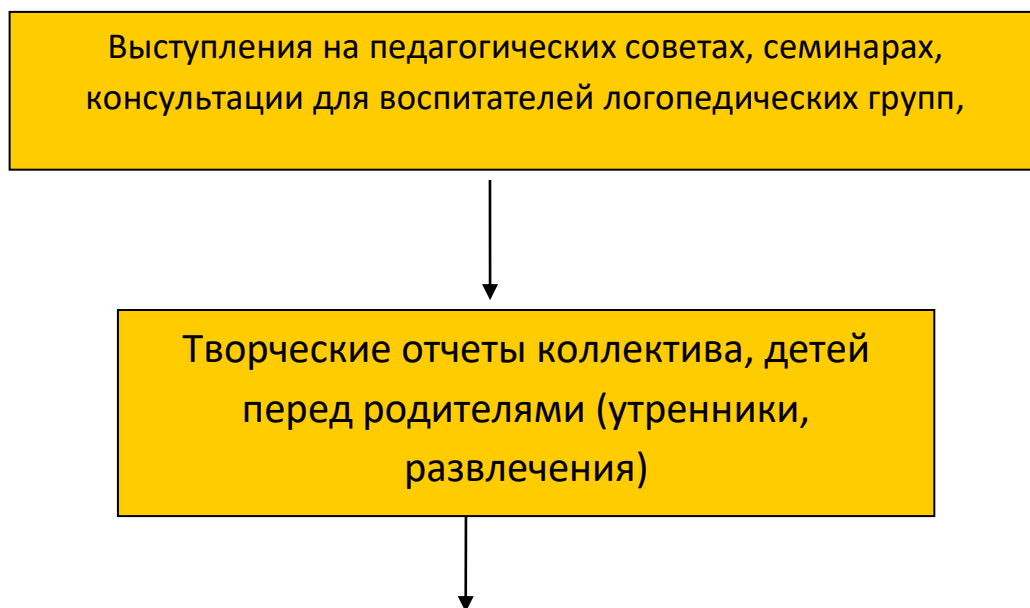 Выступления на педагогических советах, семинарах,
консультации для воспитателей логопедических групп,
Творческие отчеты коллектива, детей
перед родителями (утренники,
развлечения)